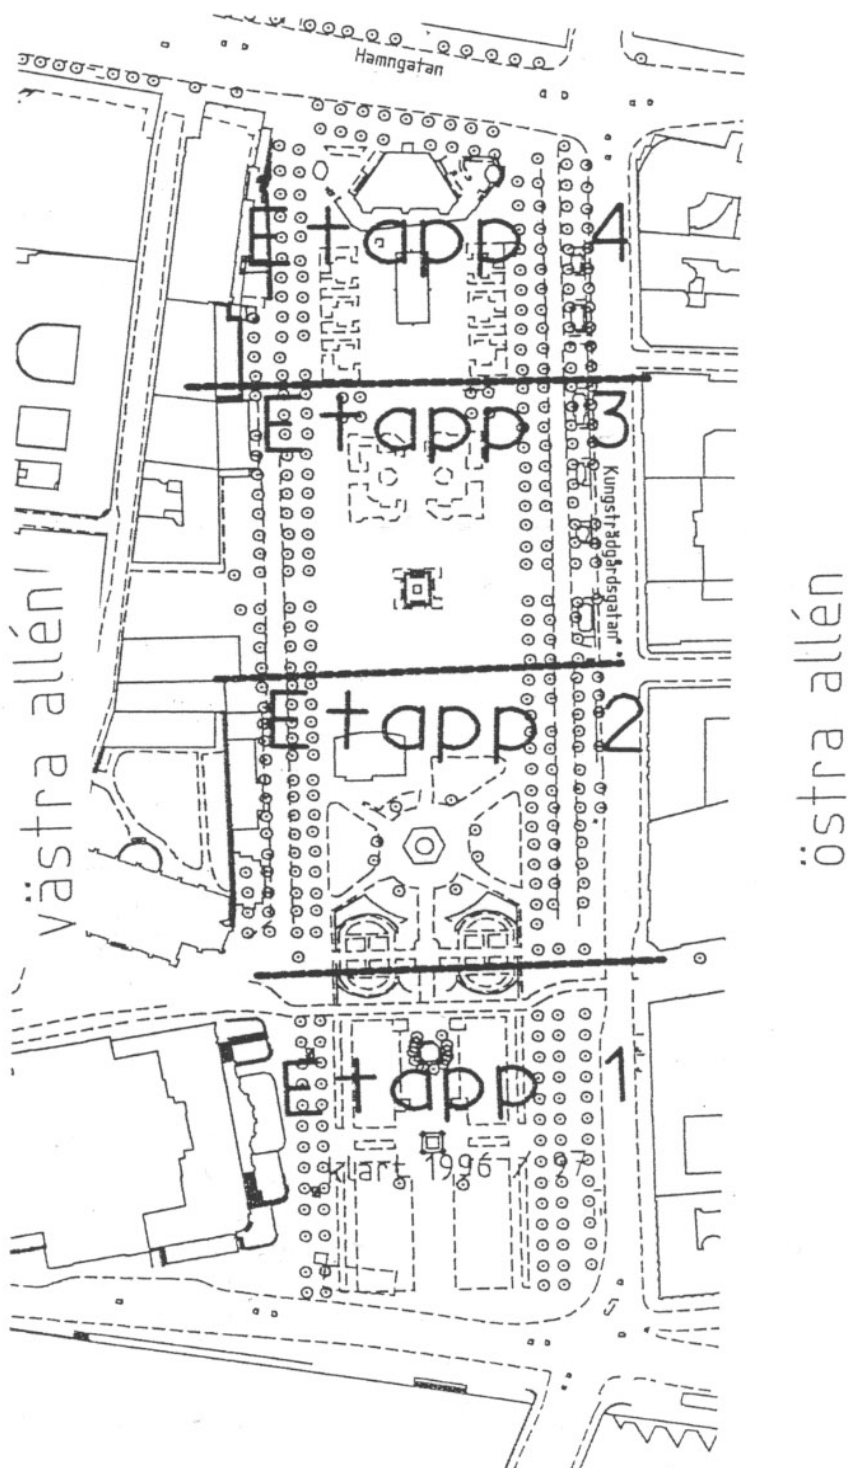 Hamngatan
Etapp 4
Etapp 3
Kungsträdgårdsgatan
västra allén
östra allén
Etapp 2
Etapp 1
klart 1996 / 97